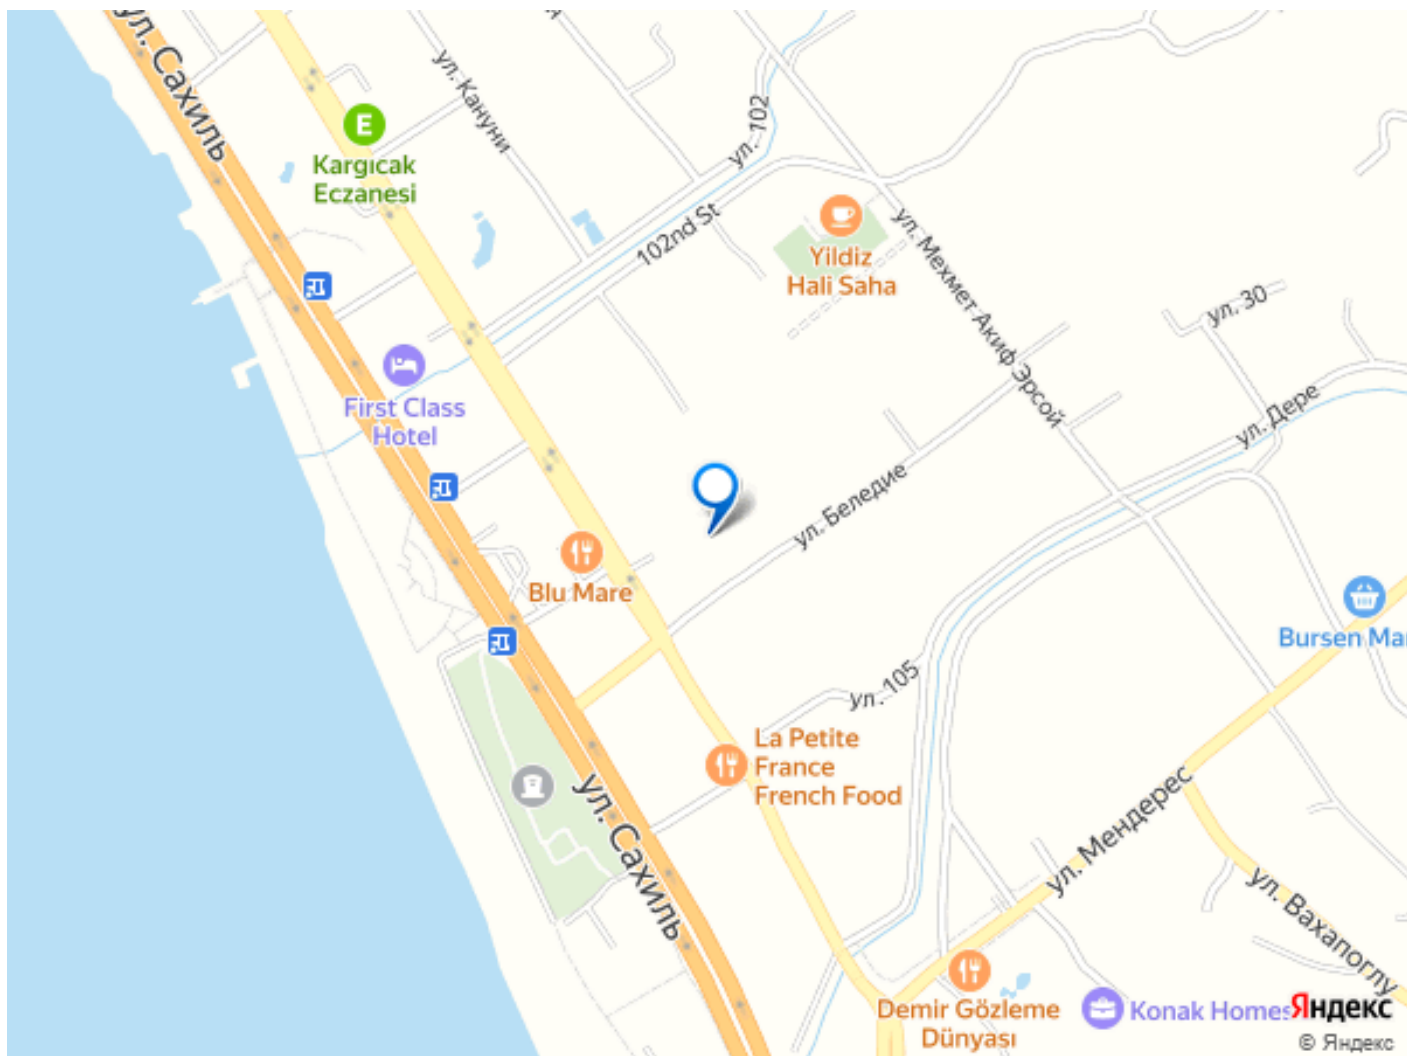 ул. Сахиль
ул. Кануни
ул. 102
E
Kargıcak
Eczanesi
102nd St
Yildiz
Hali Saha
ул. Мехмет Акиф Эрсой
ул. 30
First Class
Hotel
ул. Дере
ул. Беледие
Blu Mare
Bursen Mar
ул. 105
La Petite
France
French Food
ул. Сахиль
ул. Мендерес
ул. Вахапоглу
Demir Gözleme
Dünyası
Konak Homes
Яндекс
© Яндекс